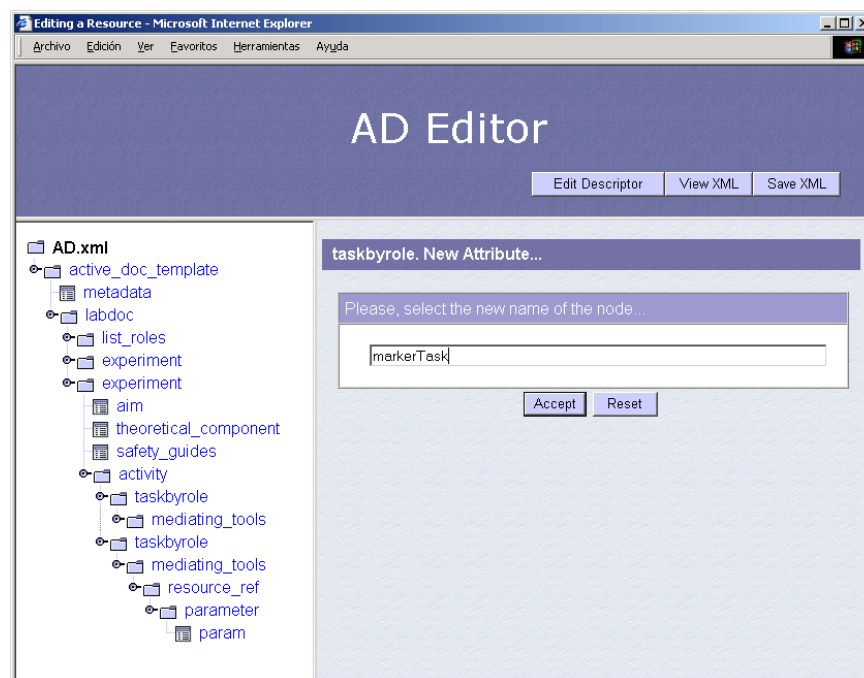 Editing a Resource - Microsoft Internet Explorer
Archivo Edición Ver Favoritos Herramientas Ayuda
AD Editor
Edit Descriptor View XML Save XML
AD.xml
active_doc_template
metadata
labdoc
list_roles
experiment
experiment
aim
theoretical_component
safety_guides
activity
taskbyrole
mediating_tools
taskbyrole
mediating_tools
resource_ref
parameter
param
taskbyrole. New Attribute...
Please, select the new name of the node...
markerTask
Accept Reset